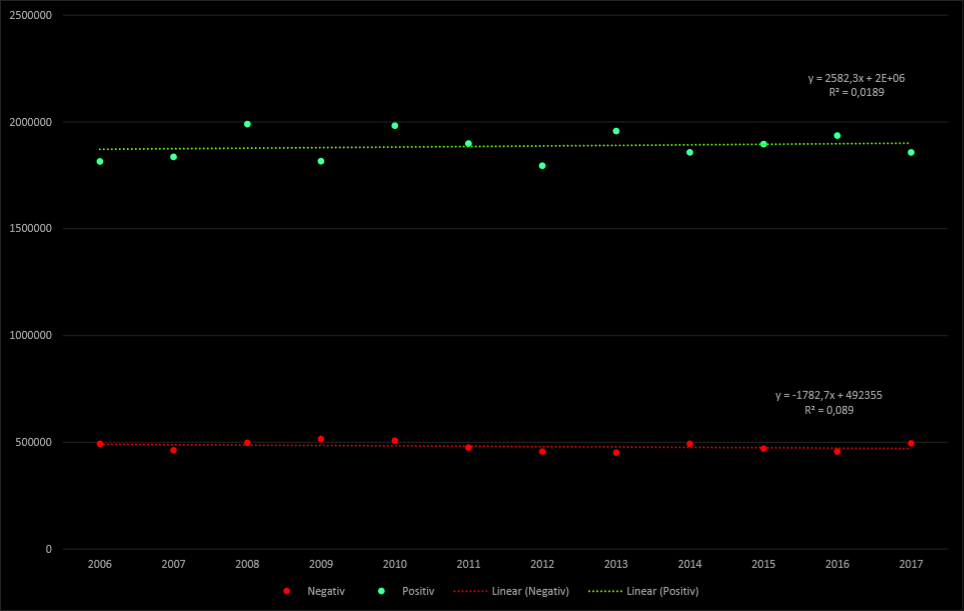 2500000
y = 2582,3x + 2E+06
R² = 0,0189
2000000
1500000
1000000
y = -1782,7x + 492355
R² = 0,089
500000
0
2006 2007 2008 2009 2010 2011 2012 2013 2014 2015 2016 2017
Negativ Positiv Linear (Negativ) Linear (Positiv)